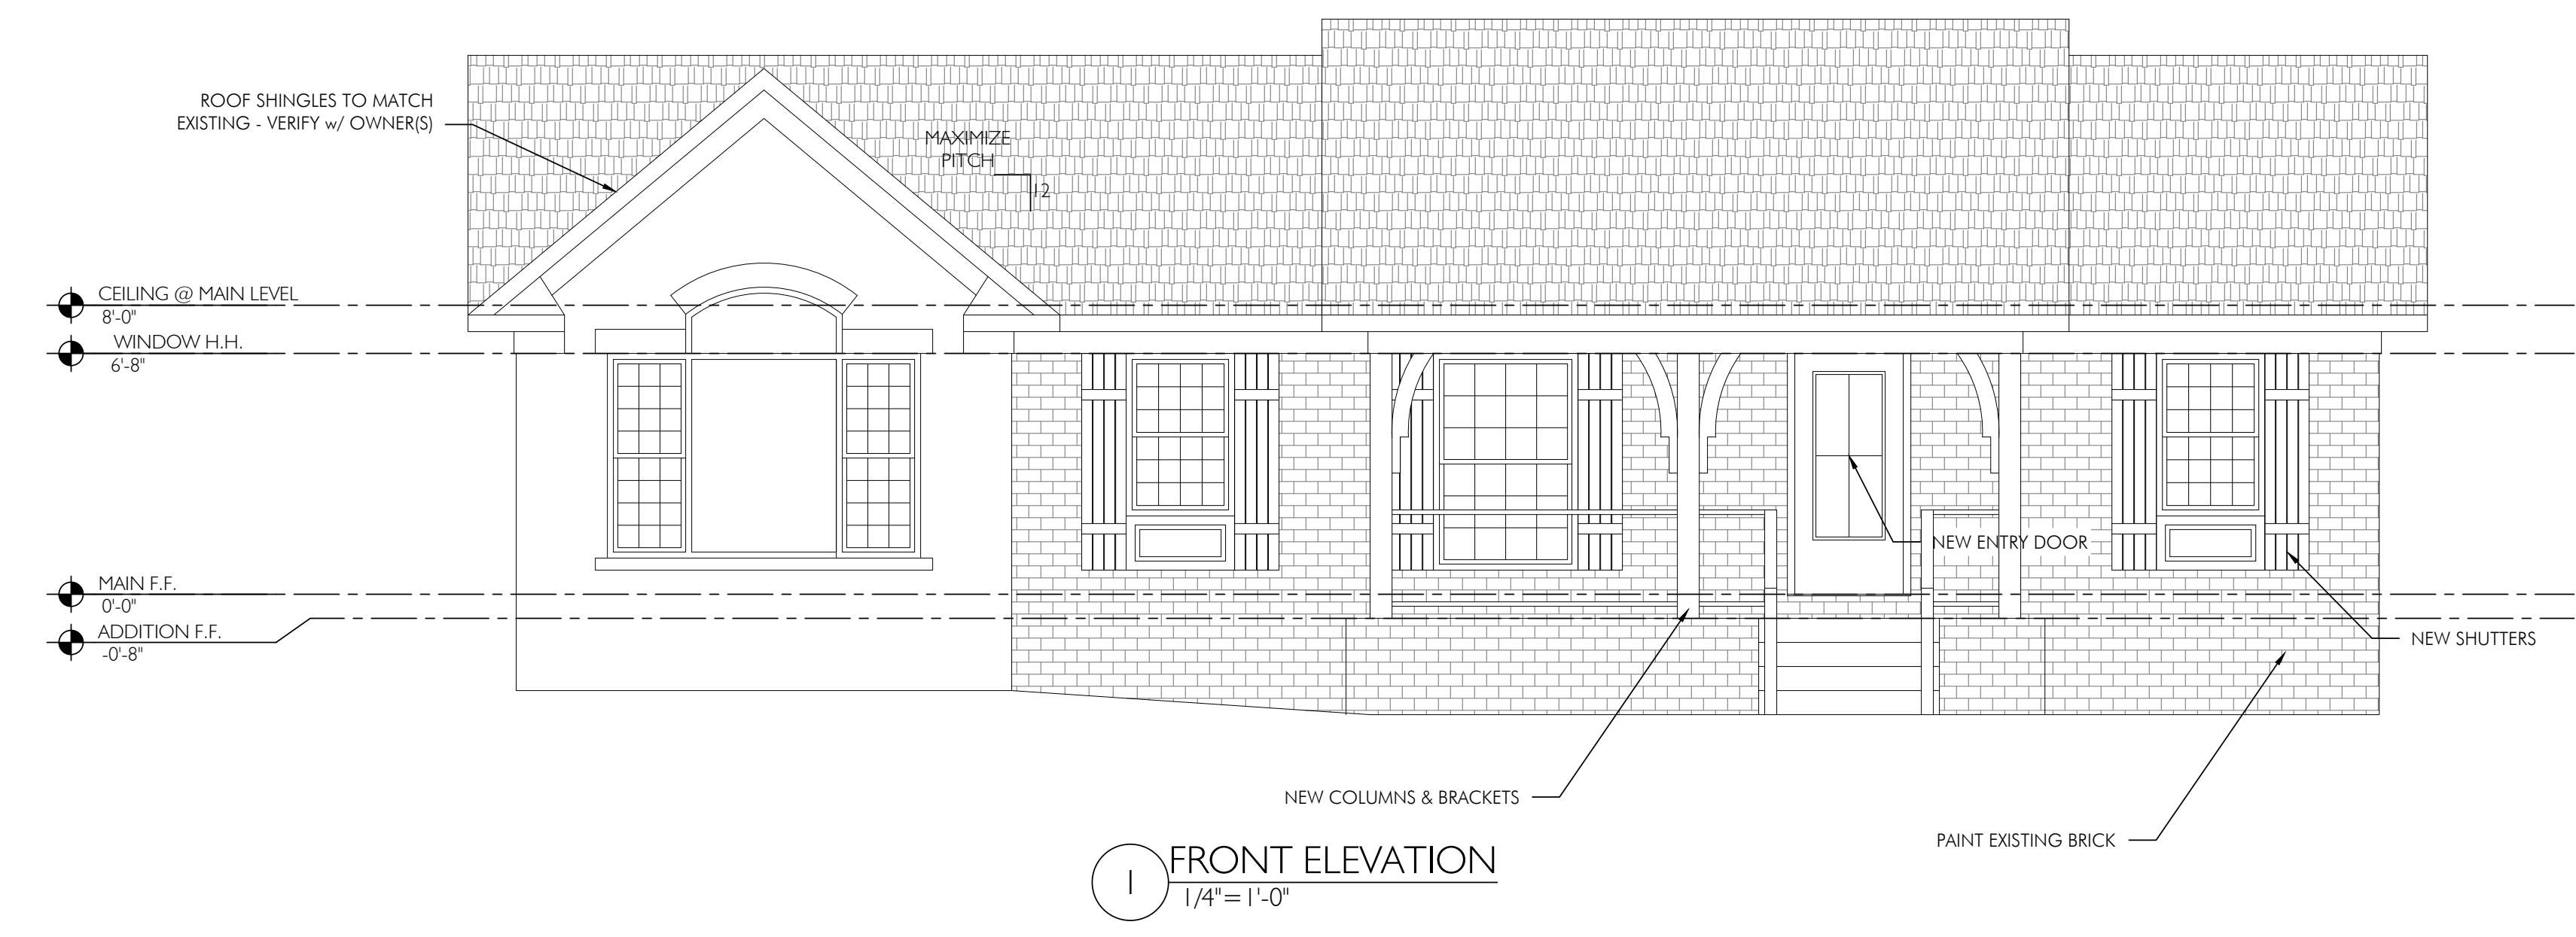 ROOF SHINGLES TO MATCH
EXISTING - VERIFY w/ OWNER(S)
MAXIMIZE
PITCH
12
CEILING @ MAIN LEVEL
8'-0"
WINDOW H.H.
6'-8"
NEW ENTRY DOOR
MAIN F.F.
0'-0"
ADDITION F.F.
-0'-8"
NEW SHUTTERS
NEW COLUMNS & BRACKETS
PAINT EXISTING BRICK
1
FRONT ELEVATION
1/4"=1'-0"